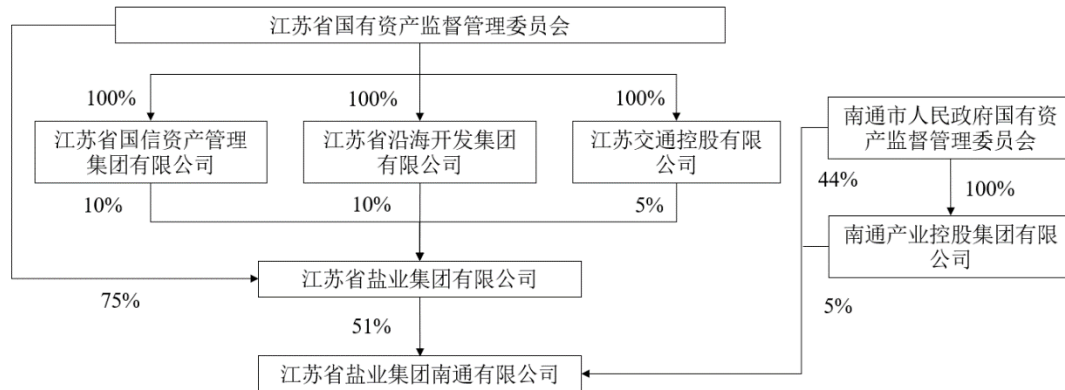 江苏省国有资产监督管理委员会
100%
100%
100%
江苏省国信资产管理
集团有限公司
江苏省沿海开发集团
有限公司
江苏交通控股有限公
司
南通市人民政府国有资
产监督管理委员会
10%
10%
5%
44%
100%
南通产业控股集团有限
公司
江苏省盐业集团有限公司
75%
5%
51%
江苏省盐业集团南通有限公司